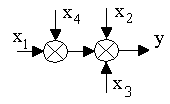 x₄ x₂
x₁ y
x₃